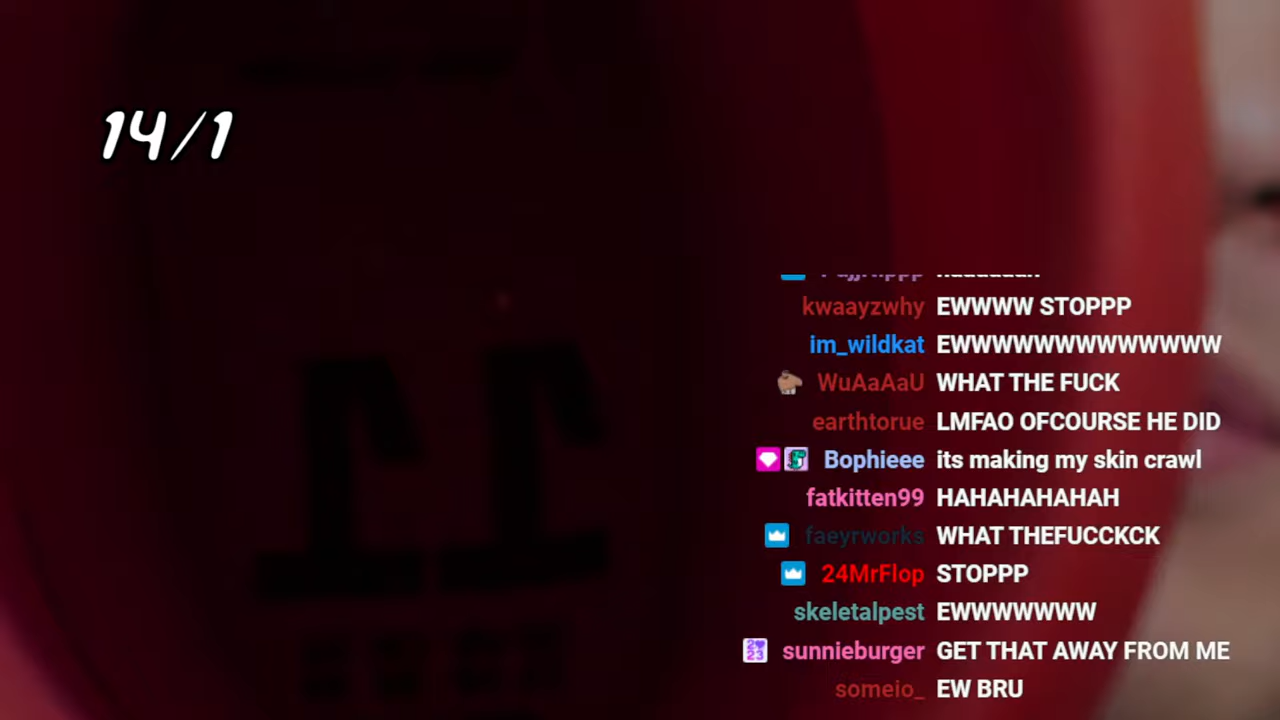 14/1
kwaayzwhy EWWWW STOPPP
im_wildkat EWWWWWWWWWWWWW
WuAaAaU WHAT THE FUCK
earthtorue LMFAO OFCOURSE HE DID
Bophieee its making my skin crawl
fatkitten99 HAHAHAHAHAH
faeyrworks WHAT THEFUCCKCK
24MrFlop STOPPP
skeletalpest EWWWWWWW
2023 sunnieburger GET THAT AWAY FROM ME
someio_ EW BRU